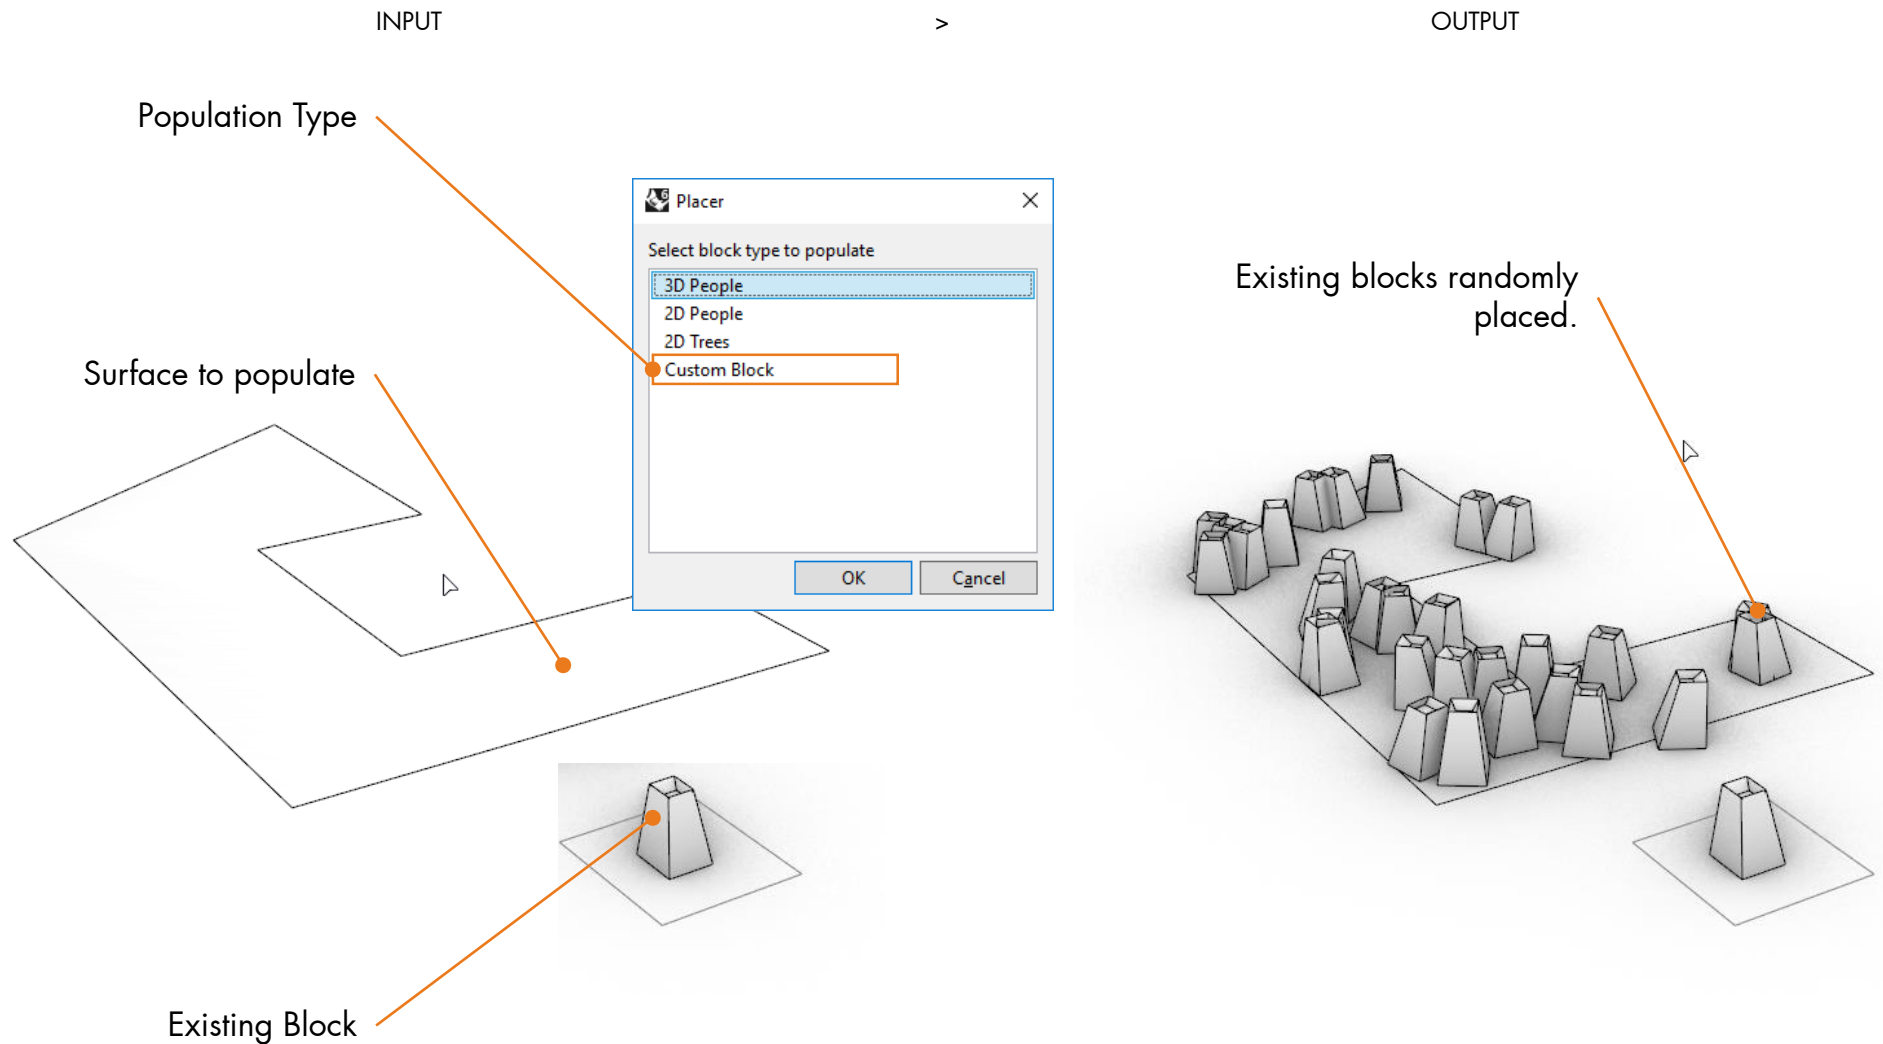 INPUT
>
OUTPUT
Population Type
6
Placer
Select block type to populate
3D People
2D People
2D Trees
Custom Block
OK
Cancel
Surface to populate
Existing blocks randomly
placed.
Existing Block